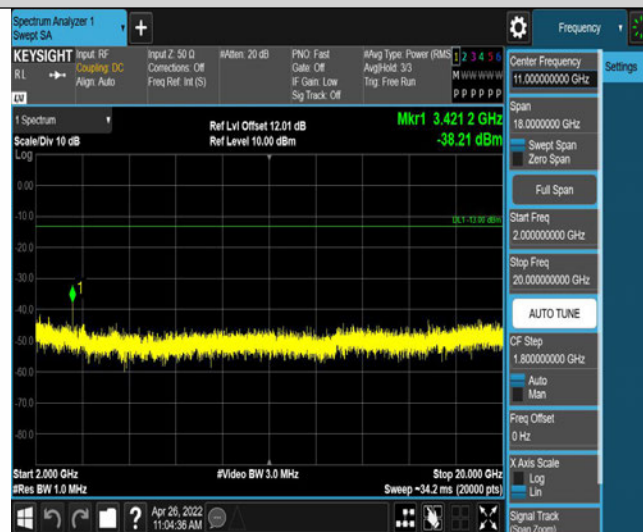 Spectrum Analyzer 1
Swept SA
Frequency
KEYSIGHT
RL
Input: RF
Coupling: DC
Align: Auto
Input Z: 50 Ω
Corrections: Off
Freq Ref: Int (S)
#Atten: 20 dB
PNO: Fast
Gate: Off
IF Gain: Low
Sig Track: Off
#Avg Type: Power (RMS)
Avg|Hold: 3/3
Trig: Free Run
1 2 3 4 5 6
M W W W W W
P P P P P P
1 Spectrum
Scale/Div 10 dB
Ref Lvl Offset 12.01 dB
Ref Level 10.00 dBm
Mkr1 3.421 2 GHz
-38.21 dBm
Log
0.00
-10.0
DL1 -13.00 dBm
-20.0
-30.0
1
-40.0
-50.0
-60.0
-70.0
-80.0
Start 2.000 GHz
#Res BW 1.0 MHz
#Video BW 3.0 MHz
Stop 20.000 GHz
Sweep ~34.2 ms (20000 pts)
Apr 26, 2022
11:04:36 AM
Center Frequency
11.000000000 GHz
Settings
Span
18.0000000 GHz
Swept Span
Zero Span
Full Span
Start Freq
2.000000000 GHz
Stop Freq
20.000000000 GHz
AUTO TUNE
CF Step
1.800000000 GHz
Auto
Man
Freq Offset
0 Hz
X Axis Scale
Log
Lin
Signal Track
(Span Zoom)